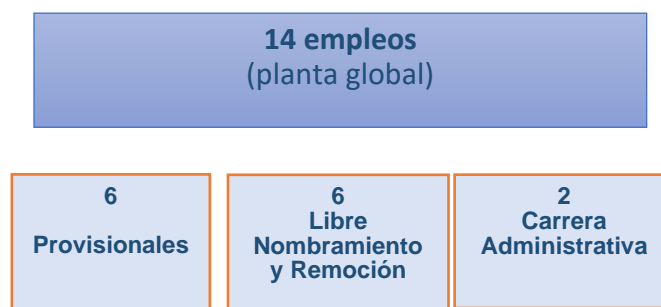 14 empleos
(planta global)
6
Provisionales
6
Libre
Nombramiento
y Remoción
2
Carrera
Administrativa